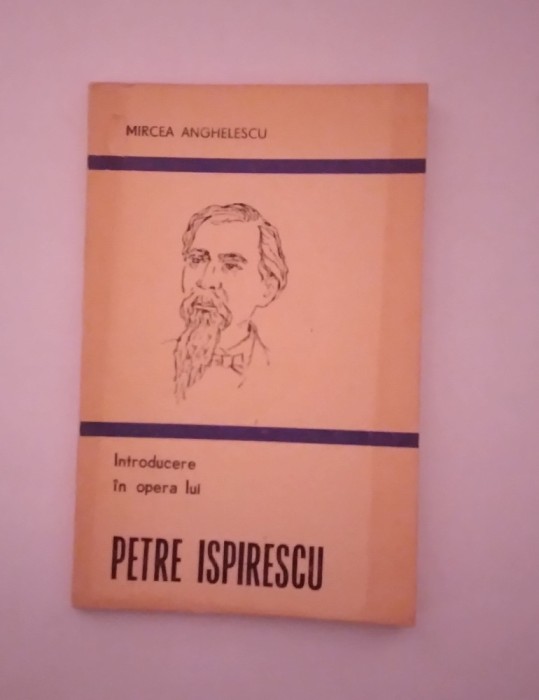 MIRCEA ANGHELESCU
Introducere
în opera lui
PETRE ISPIRESCU